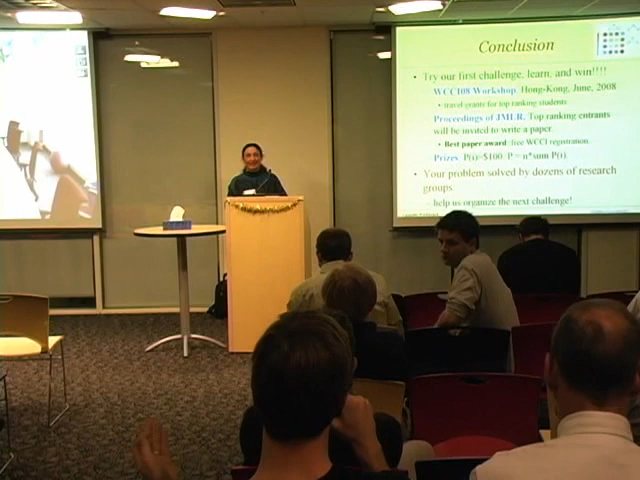 Conclusion
• Try our first challenge, learn, and win!!!!
WCCI08 Workshop, Hong-Kong, June, 2008
• travel grants for top ranking students
Proceedings of JMLR. Top ranking entrants
will be invited to write a paper.
• Best paper award: free WCCI registration.
Prizes: P(i)=$100. P = n*sum P(i).
• Your problem solved by dozens of research
groups
– help us organize the next challenge!